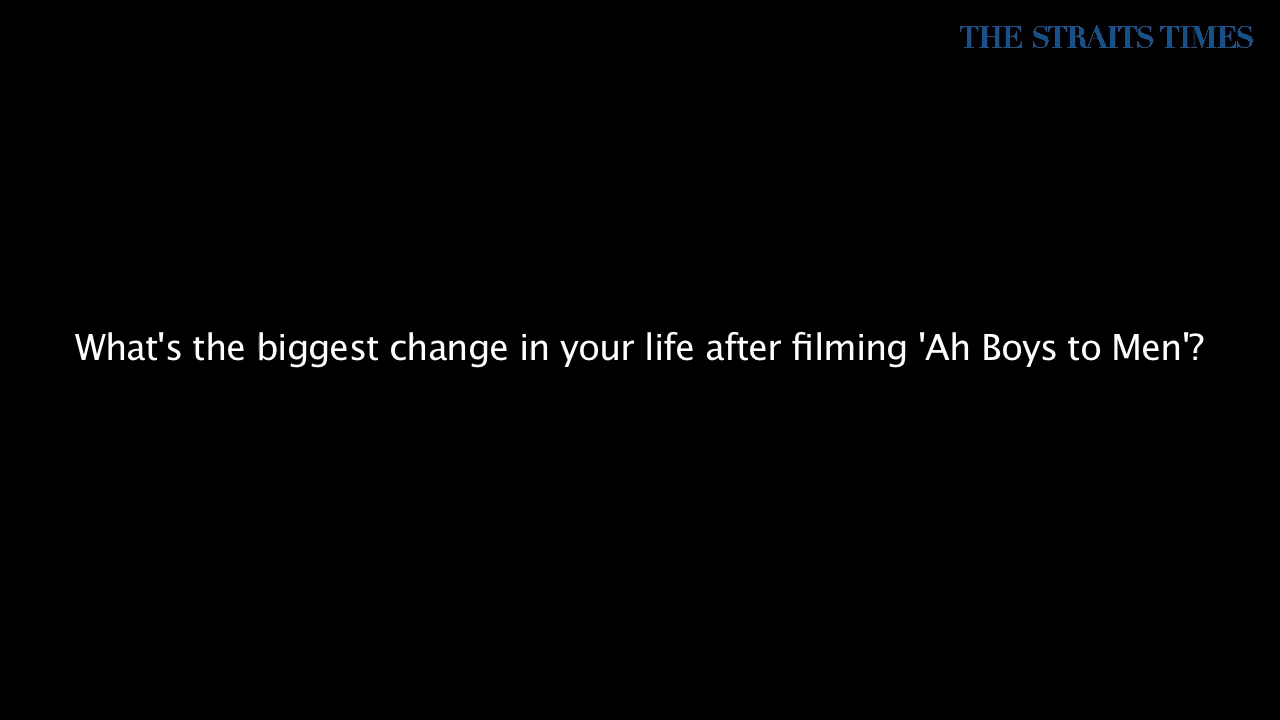 THE STRAITS TIMES
What's the biggest change in your life after filming 'Ah Boys to Men'?